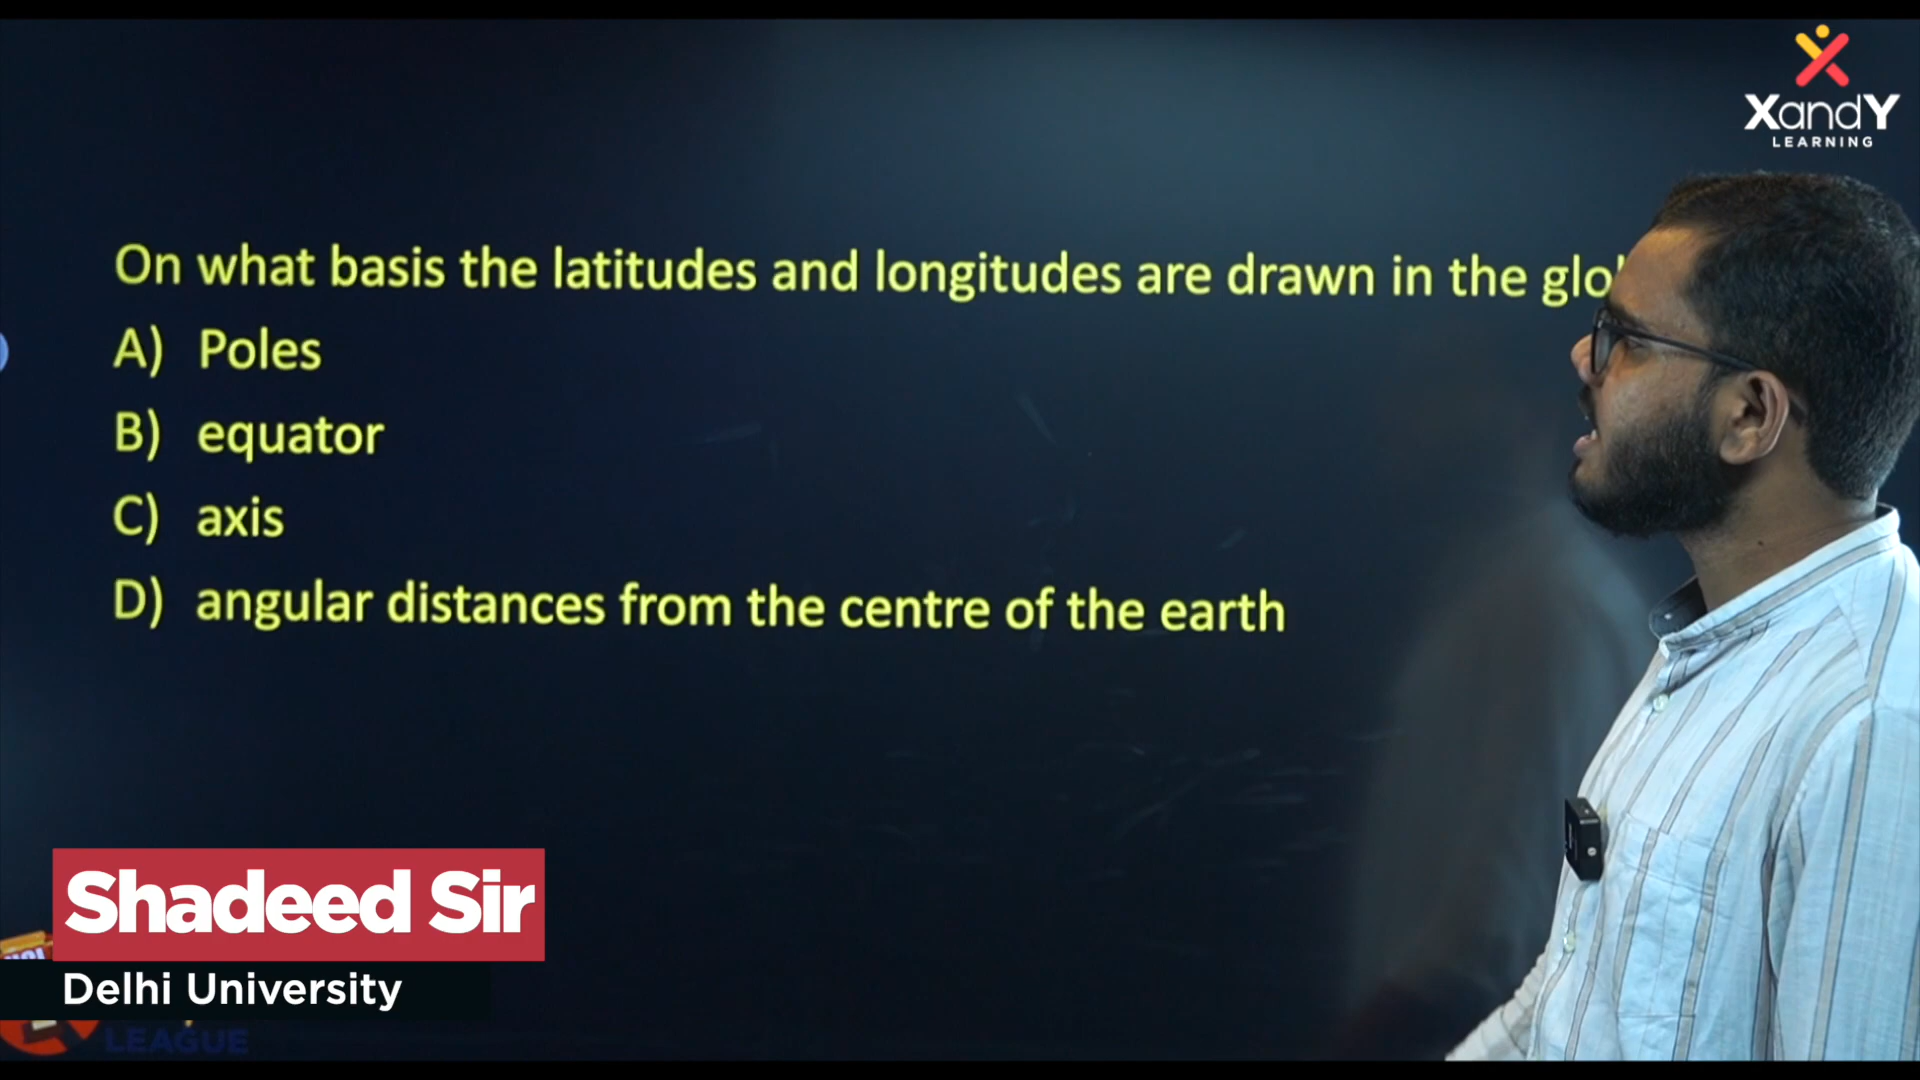 XandY
LEARNING
On what basis the latitudes and longitudes are drawn in the
A) Poles
B) equator
C) axis
D) angular distances from the centre of the earth
Shadeed Sir
Delhi University
LEAGUE